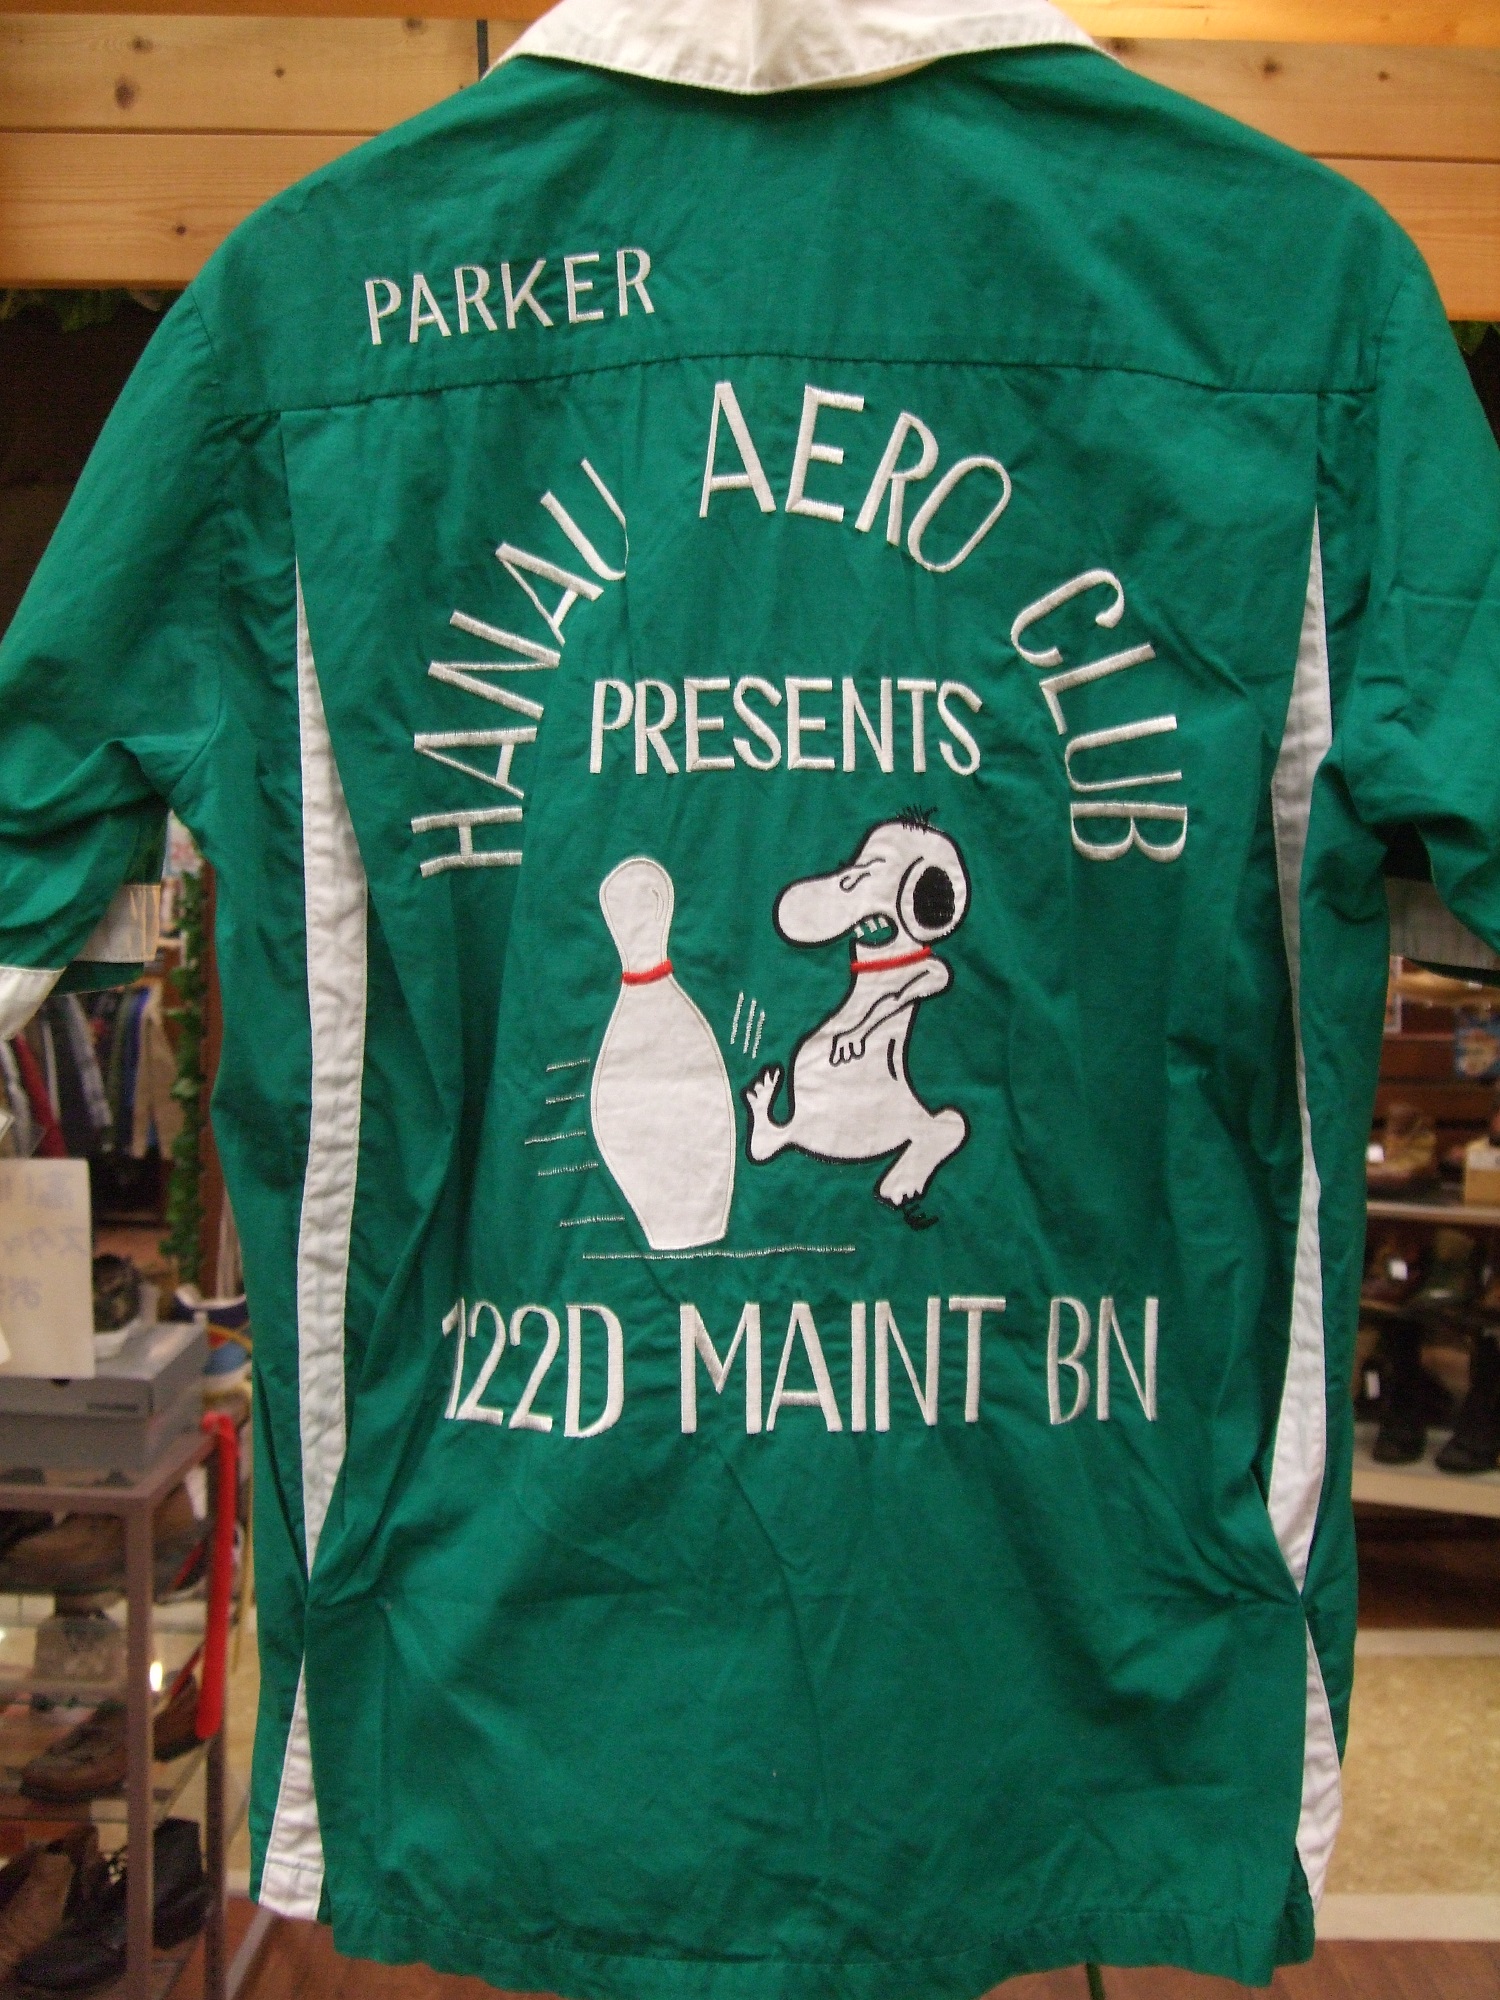 PARKER
HANAU AERO CLUB
PRESENTS
122D MAINT BN